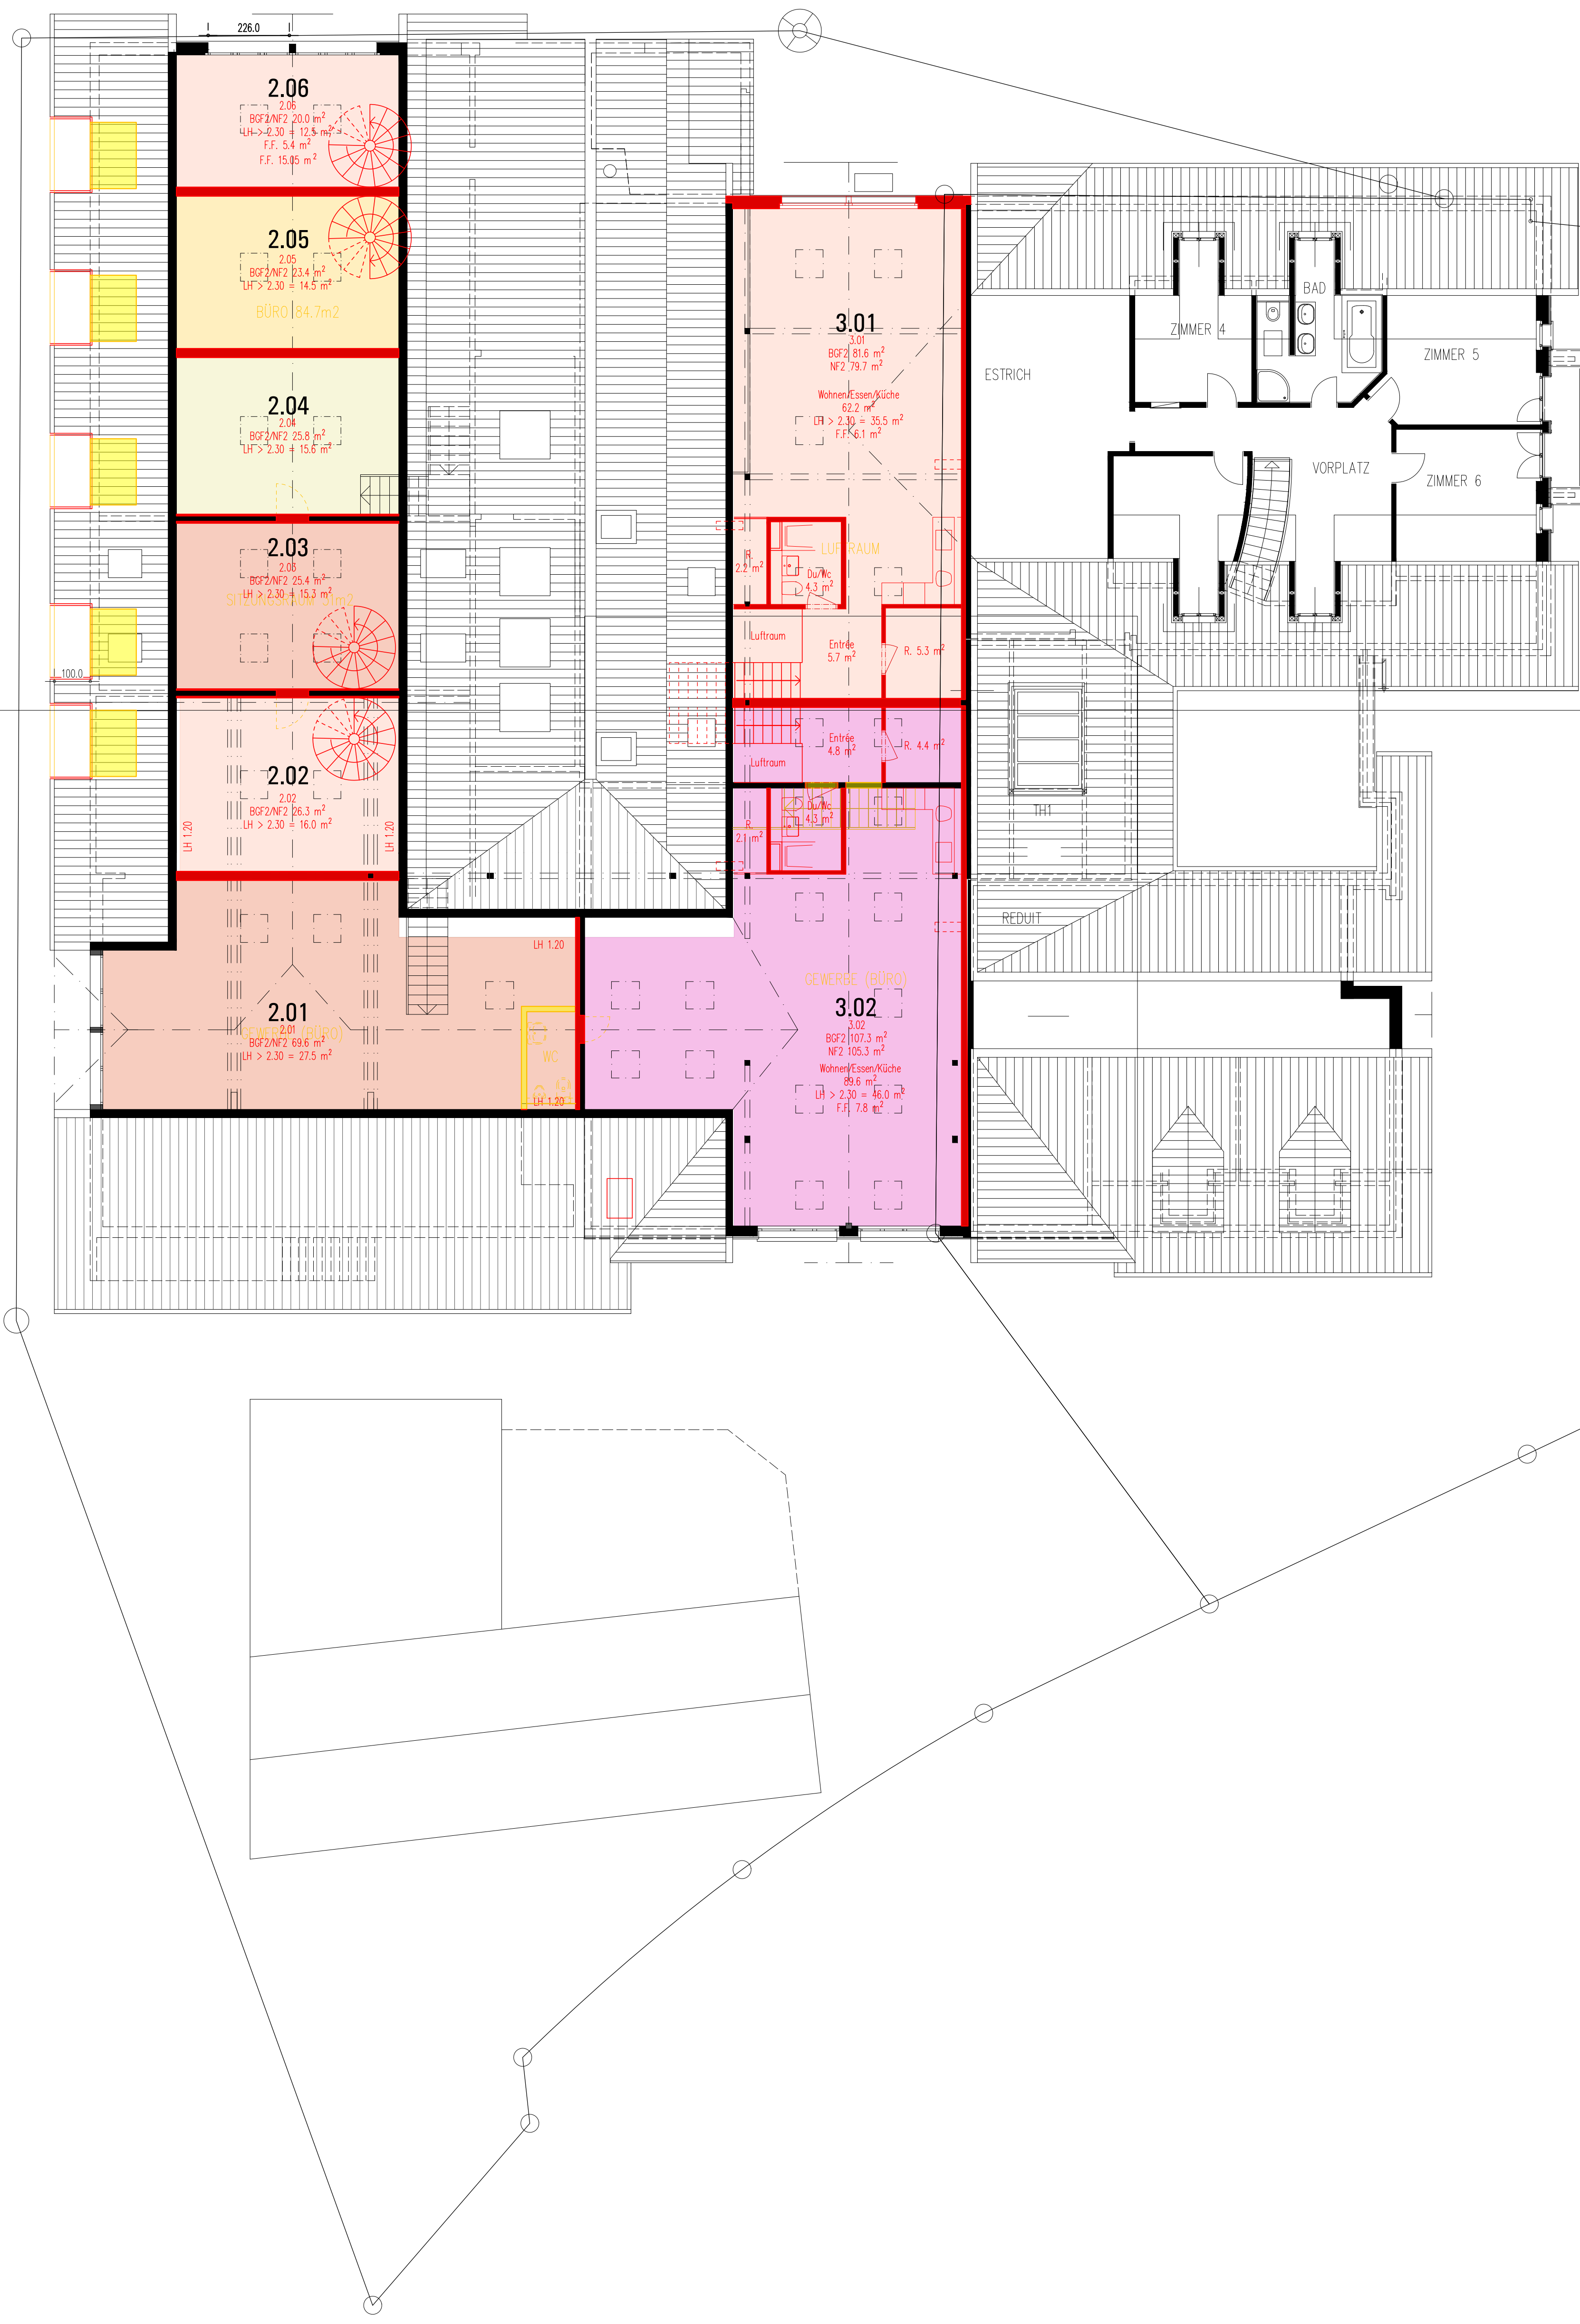 226.0
2.06
2.06
BGF2/NF2 20.0 m²
LH > 2.30 = 12.5 m²
F.F. 5.4 m²
F.F. 15.05 m²
2.05
2.05
BGF2/NF2 23.4 m²
LH > 2.30 = 14.5 m²
BÜRO 84.7m2
2.04
2.04
BGF2/NF2 25.8 m²
LH > 2.30 = 15.6 m²
2.03
2.03
BGF2/NF2 25.4 m²
LH > 2.30 = 15.3 m²
100.0
2.02
2.02
BGF2/NF2 26.3 m²
LH > 2.30 = 16.0 m²
LH 1.20
LH 1.20
LH 1.20
2.01
2.01
GEWERBE (BÜRO)
BGF2/NF2 69.6 m²
LH > 2.30 = 27.5 m²
WC
LH 1.20
3.01
3.01
BGF2 81.6 m²
NF2 79.7 m²
Wohnen/Essen/Küche
62.2 m²
LH > 2.30 = 35.5 m²
F.F. 6.1 m²
LUFTRAUM
R.
2.2 m²
Du/Wc
4.3 m²
Luftraum
Entrée
5.7 m²
R. 5.3 m²
Entrée
4.8 m²
R. 4.4 m²
Luftraum
Du/Wc
4.3 m²
R.
2.1 m²
GEWERBE (BÜRO)
3.02
3.02
BGF2 107.3 m²
NF2 105.3 m²
Wohnen/Essen/Küche
89.6 m²
LH > 2.30 = 46.0 m²
F.F. 7.8 m²
ESTRICH
ZIMMER 4
BAD
ZIMMER 5
VORPLATZ
ZIMMER 6
TH1
REDUIT